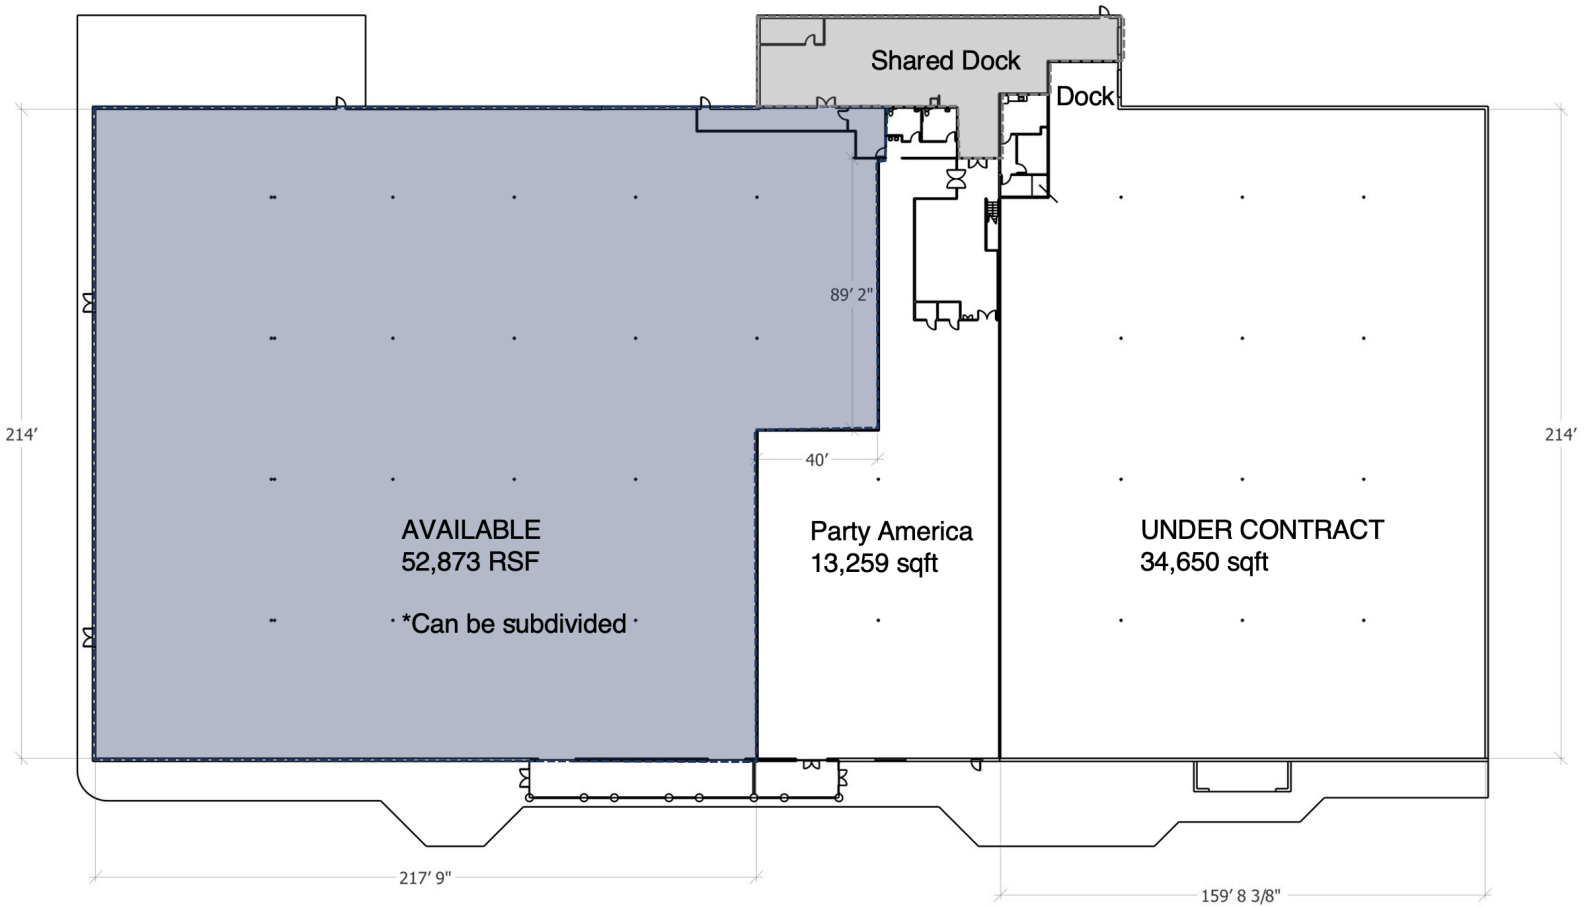 Shared Dock
Dock
89' 2"
214'
214'
40'
AVAILABLE
52,873 RSF
*Can be subdivided
Party America
13,259 sqft
UNDER CONTRACT
34,650 sqft
217' 9"
159' 8 3/8"